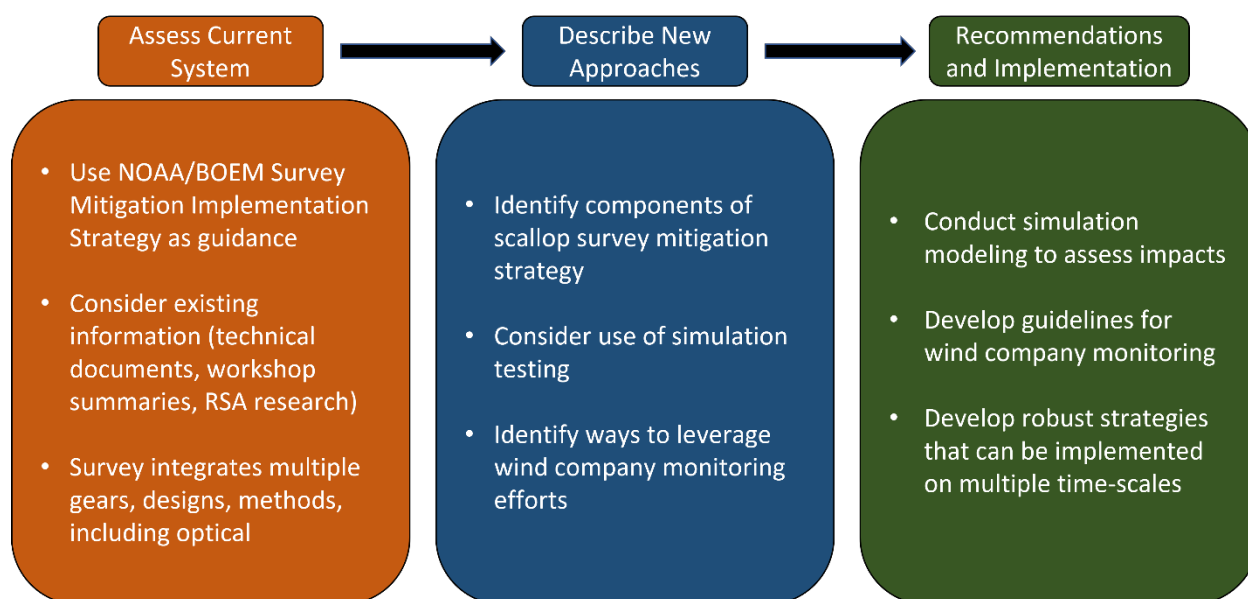 Assess Current
System
Describe New
Approaches
Recommendations
and Implementation
• Use NOAA/BOEM Survey
Mitigation Implementation
Strategy as guidance
• Consider existing
information (technical
documents, workshop
summaries, RSA research)
• Survey integrates multiple
gears, designs, methods,
including optical
• Identify components of
scallop survey mitigation
strategy
• Consider use of simulation
testing
• Identify ways to leverage
wind company monitoring
efforts
• Conduct simulation
modeling to assess impacts
• Develop guidelines for
wind company monitoring
• Develop robust strategies
that can be implemented
on multiple time-scales